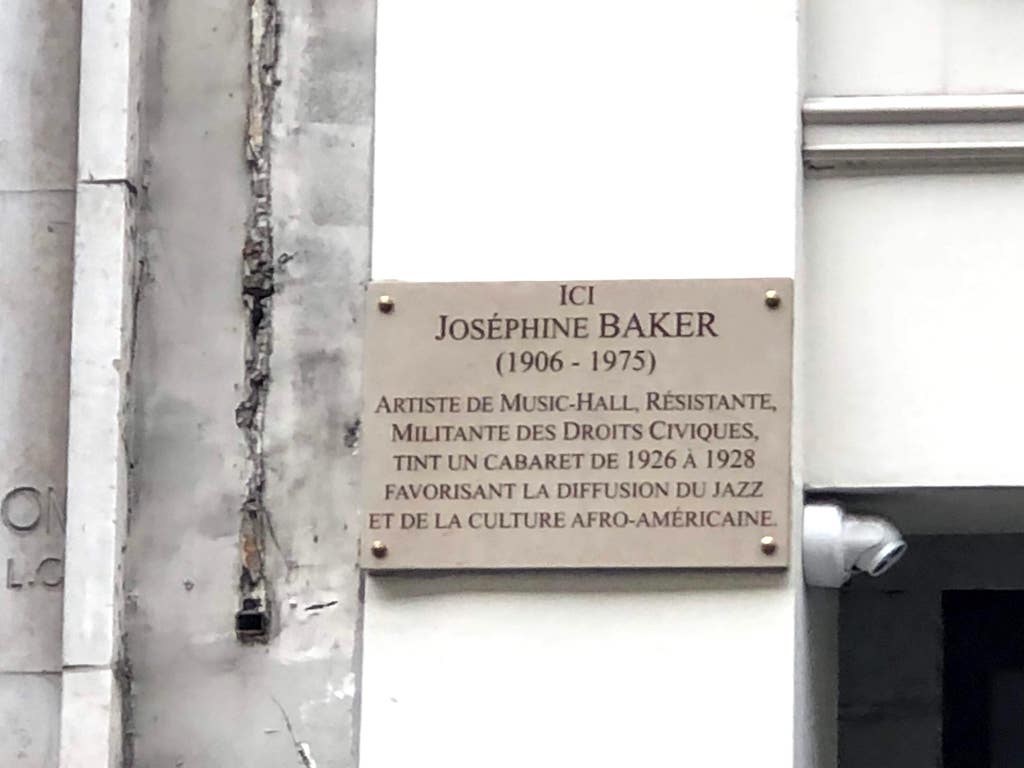 ICI
JOSÉPHINE BAKER
(1906 - 1975)
ARTISTE DE MUSIC-HALL, RÉSISTANTE,
MILITANTE DES DROITS CIVIQUES,
TINT UN CABARET DE 1926 À 1928
FAVORISANT LA DIFFUSION DU JAZZ
ET DE LA CULTURE AFRO-AMÉRICAINE.